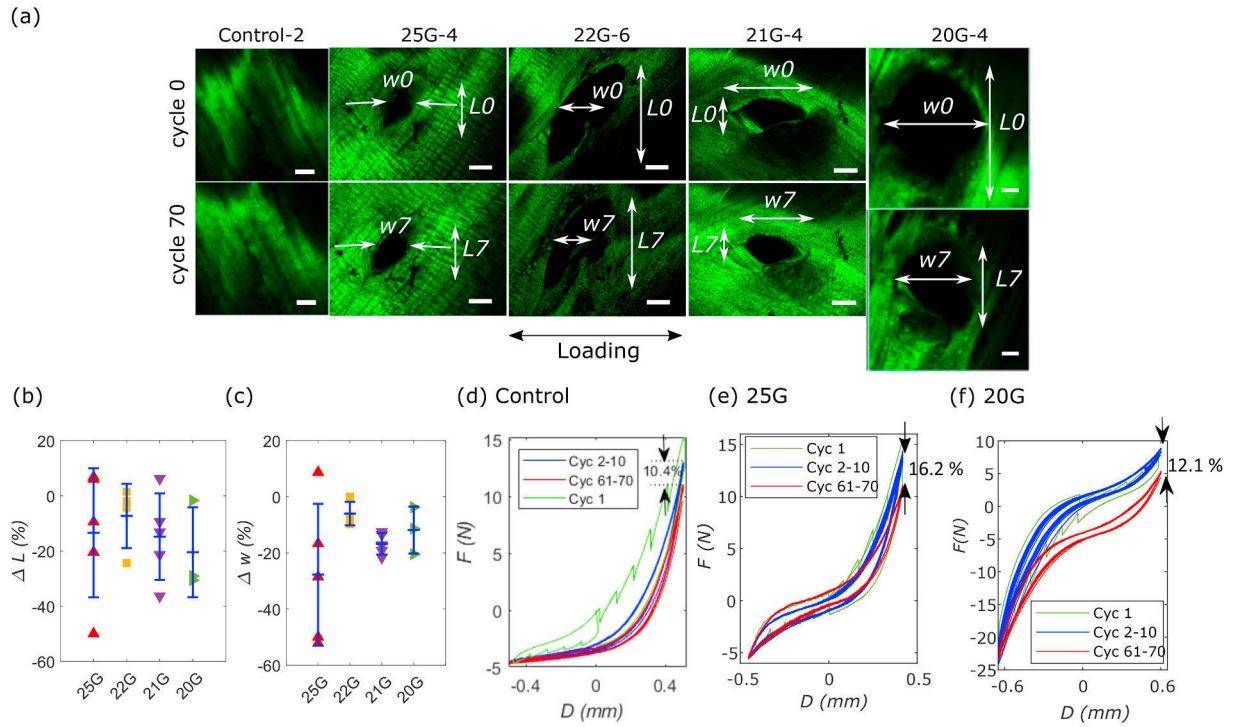 (a)
Control-2 25G-4 22G-6 21G-4 20G-4
cycle 0
w0 L0 w0 L0 w0 L0 w0 L0
cycle 70
w7 L7 w7 L7 w7 L7 w7 L7
Loading
(b)
Δ L (%)
20
0
-20
-40
-60
25G 22G 21G 20G
(c)
Δ w (%)
20
0
-20
-40
-60
25G 22G 21G 20G
(d) Control
F (N)
15
10
5
0
-5
Cyc 2-10
Cyc 61-70
Cyc 1
10.4%
-0.4 0 0.4
D (mm)
(e) 25G
F (N)
15
10
5
0
-5
Cyc 1
Cyc 2-10
Cyc 61-70
16.2 %
-0.5 0 0.5
D (mm)
(f) 20G
F(N)
10
5
0
-5
-10
-15
-20
-25
12.1 %
Cyc 1
Cyc 2-10
Cyc 61-70
-0.6 0 0.6
D (mm)